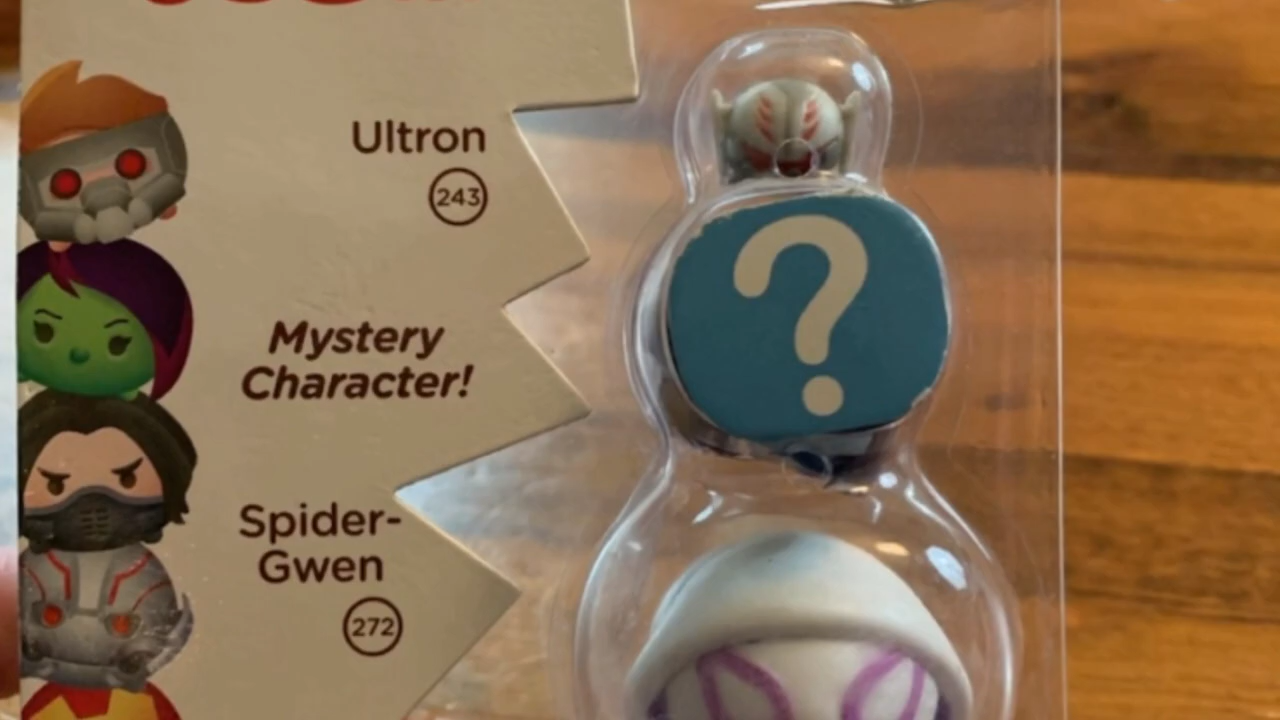 Ultron
243
Mystery
Character!
Spider-
Gwen
272
?